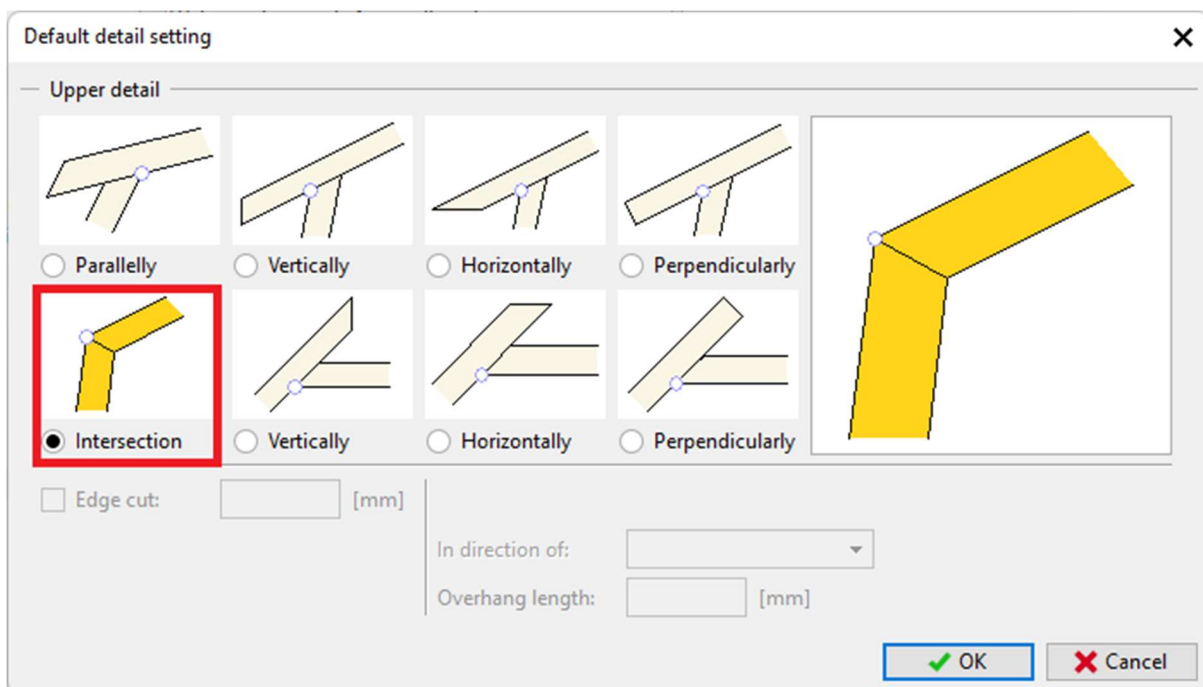 Default detail setting
Upper detail
Parallelly
Vertically
Horizontally
Perpendicularly
Intersection
Vertically
Horizontally
Perpendicularly
Edge cut: [mm]
In direction of:
Overhang length: [mm]
OK
Cancel